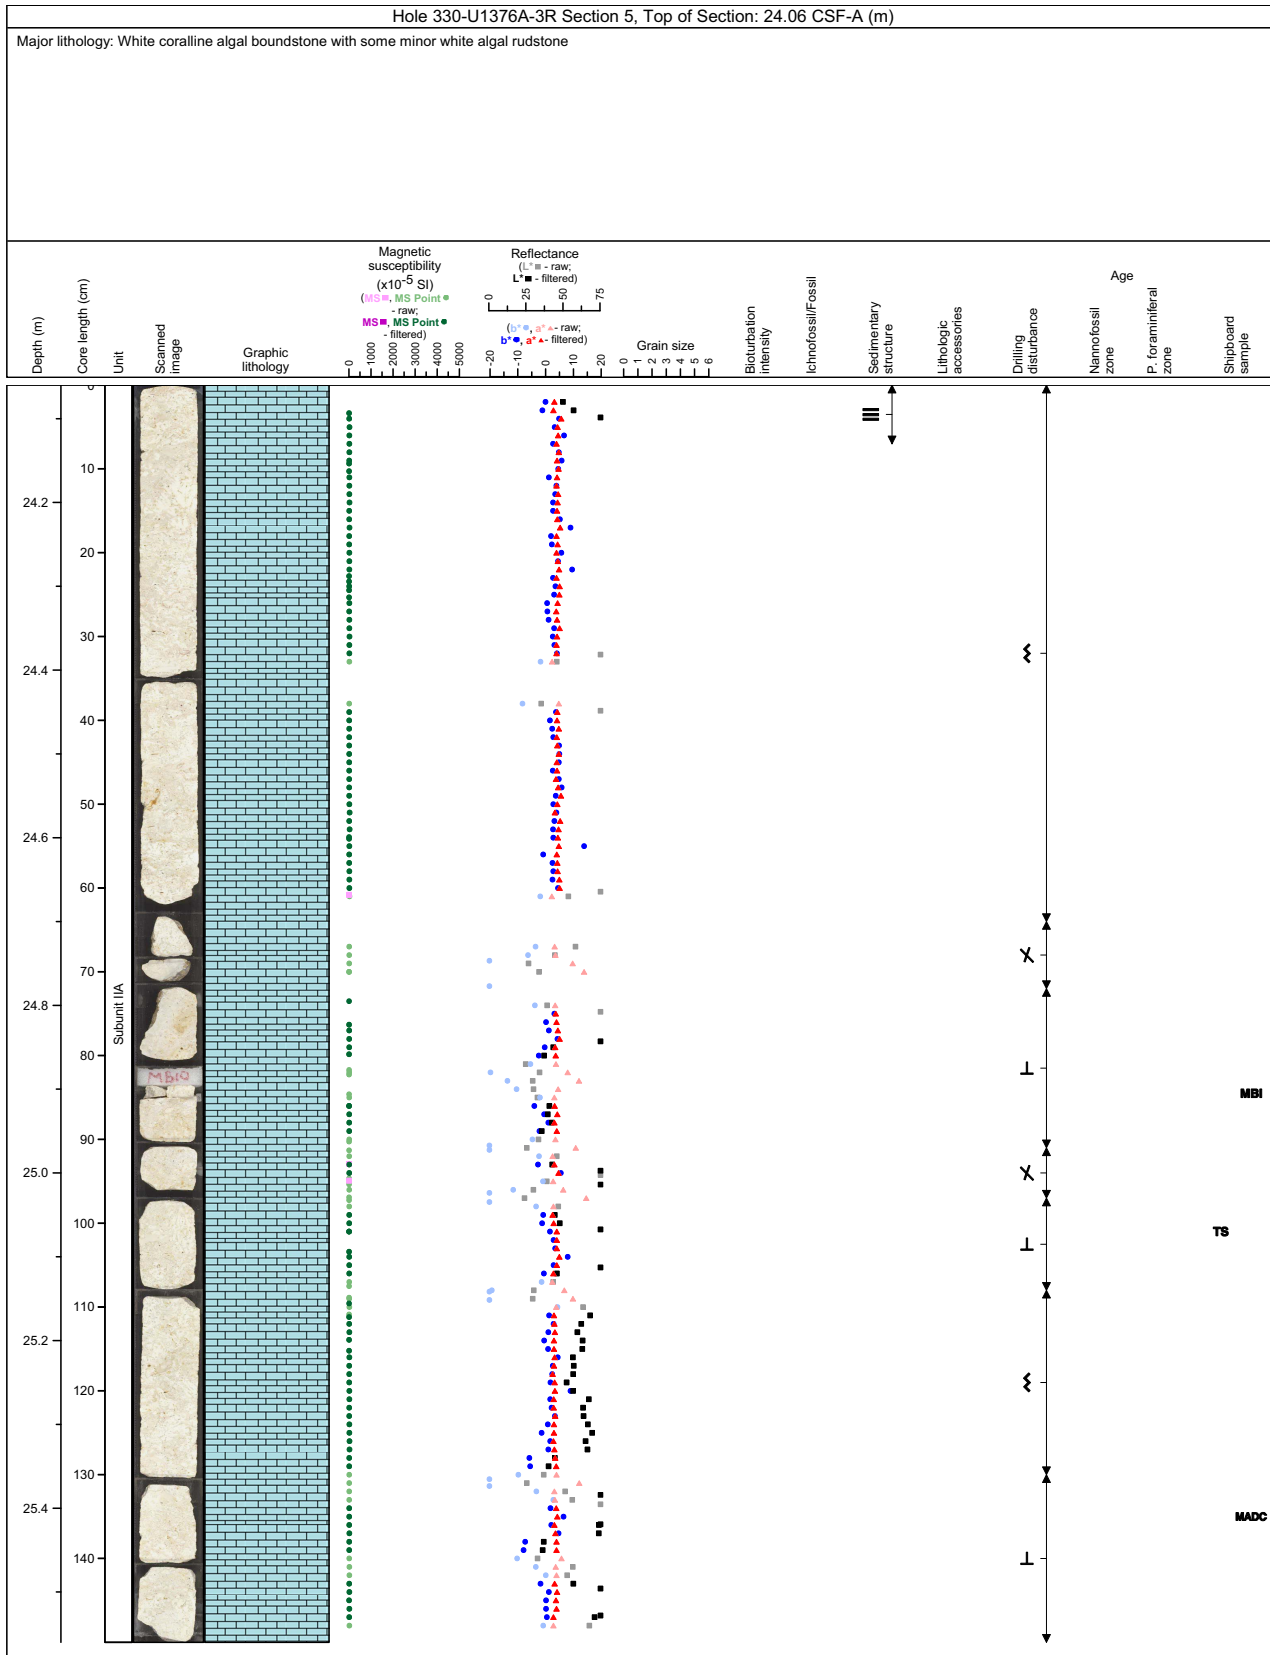 Hole 330-U1376A-3R Section 5, Top of Section: 24.06 CSF-A (m)
Major lithology: White coralline algal boundstone with some minor white algal rudstone
Depth (m)
Core length (cm)
Unit
Scanned
image
Graphic
lithology
Magnetic
susceptibility
(x10-5 SI)
(MS■, MS Point●
- raw;
MS■, MS Point●
- filtered)
0 1000 2000 3000 4000 5000
Reflectance
(L*■ - raw;
L*■ - filtered)
0 25 50 75
(b*●, a*▲- raw;
b*●, a*▲- filtered)
-20 -10 0 10 20
Grain size
0 1 2 3 4 5 6
Bioturbation
intensity
Ichnofossil/Fossil
Sedimentary
structure
Lithologic
accessories
Drilling
disturbance
Age
Nannofossil
zone
P. foraminiferal
zone
Shipboard
sample
0
10
24.2
20
30
24.4
40
50
24.6
60
70
24.8
Subunit IIA
80
MBIO
MBI
90
25.0
100
TS
110
25.2
120
130
25.4
MADC
140